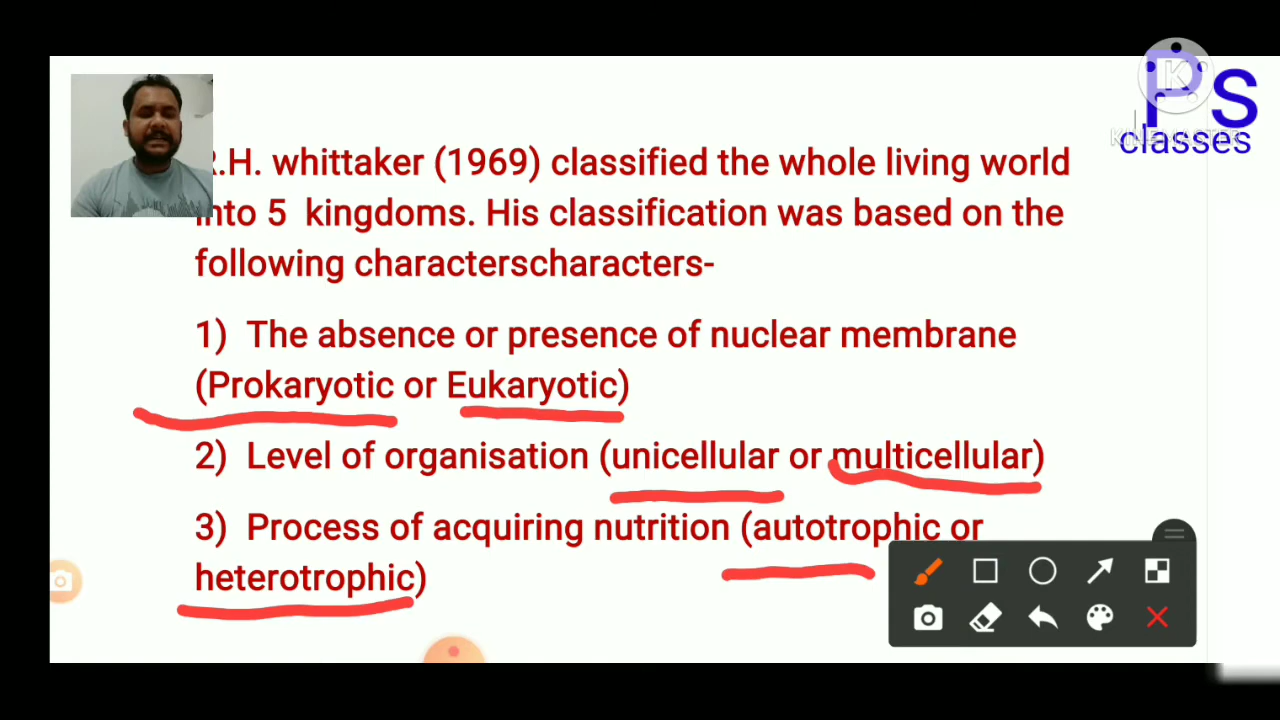 Ps
classes
KINEMASTER
R.H. whittaker (1969) classified the whole living world
into 5 kingdoms. His classification was based on the
following characterscharacters-
1) The absence or presence of nuclear membrane
(Prokaryotic or Eukaryotic)
2) Level of organisation (unicellular or multicellular)
3) Process of acquiring nutrition (autotrophic or
heterotrophic)